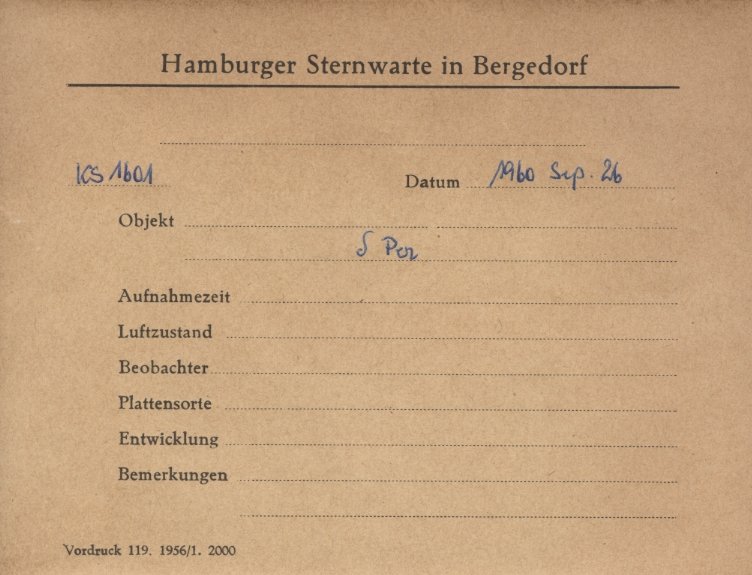 Hamburger Sternwarte in Bergedorf
KS 1601 Datum 1960 Sep. 26
Objekt
δ Per
Aufnahmezeit
Luftzustand
Beobachter
Plattensorte
Entwicklung
Bemerkungen
Vordruck 119. 1956/1. 2000